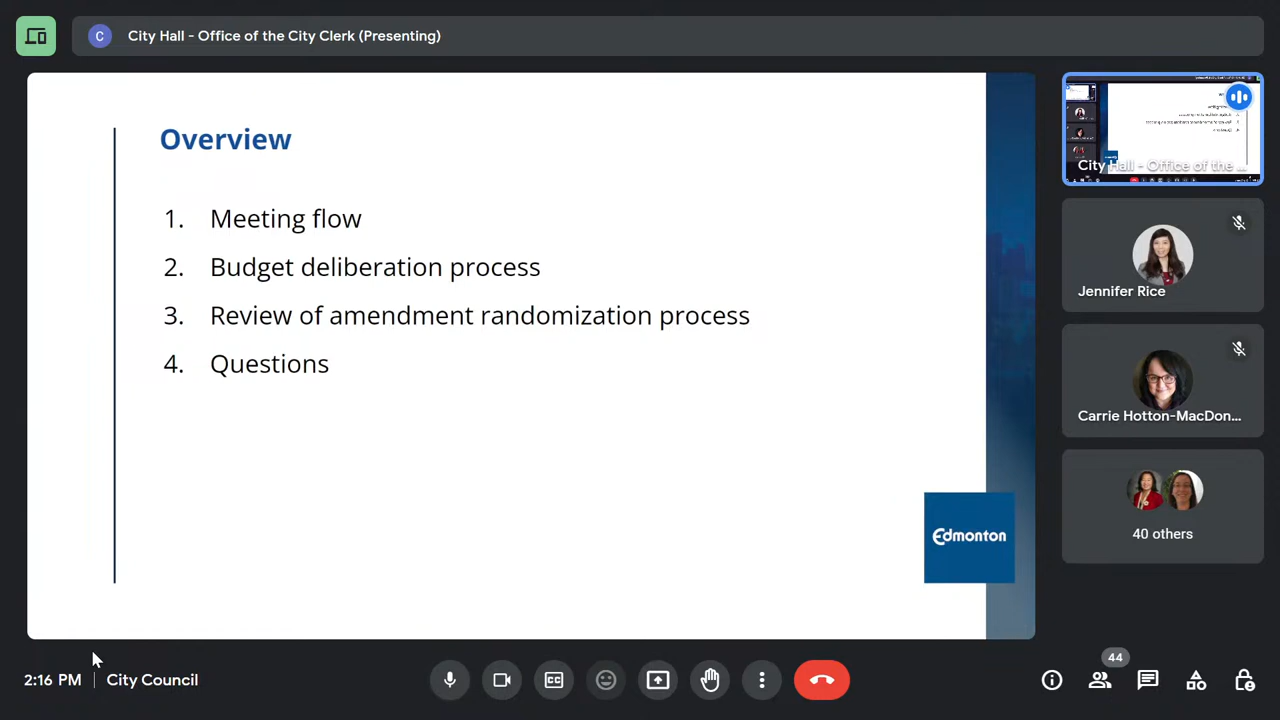 C City Hall - Office of the City Clerk (Presenting)
Overview
1. Meeting flow
2. Budget deliberation process
3. Review of amendment randomization process
4. Questions
Edmonton
City Hall - Office of the ...
Jennifer Rice
Carrie Hotton-MacDon...
40 others
2:16 PM | City Council
CC
44